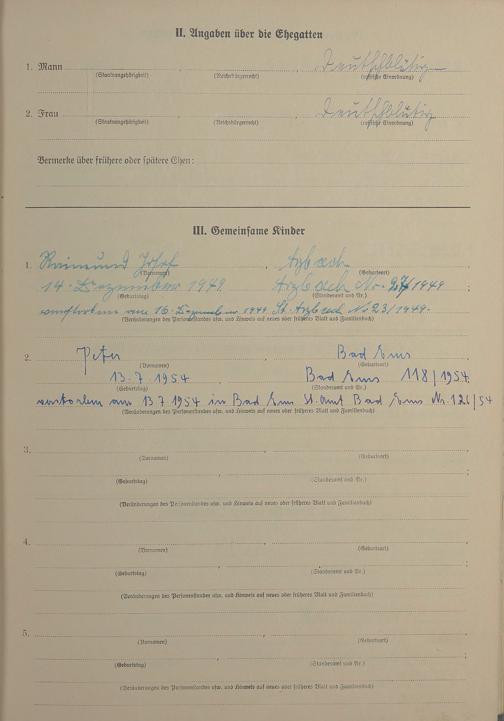 II. Angaben über die Ehegatten
1. Mann , , Deutschblütig
(Staatsangehörigkeit) (Reichsbürgerrecht) (rassische Einordnung)
2. Frau , , Deutschblütig
(Staatsangehörigkeit) (Reichsbürgerrecht) (rassische Einordnung)
Vermerke über frühere oder spätere Ehen:
III. Gemeinsame Kinder
1. Raimund Josef , Arzbach
(Vornamen) (Geburtsort)
14. Dezember 1949 , Arzbach Nr. 27/1949 ;
(Geburtstag) (Standesamt und Nr.)
verstorben am 16. Dezember 1949 St. Arzbach Nr. 23/1949.
(Veränderungen des Personenstandes usw. und Hinweis auf neues oder früheres Blatt und Familienbuch)
2. Peter , Bad Ems
(Vornamen) (Geburtsort)
13.7.1954 , Bad Ems 118/1954 ;
(Geburtstag) (Standesamt und Nr.)
verstorben am 13.7.1954 in Bad Ems St.Amt Bad Ems Nr. 126/54
(Veränderungen des Personenstandes usw. und Hinweis auf neues oder früheres Blatt und Familienbuch)
3. ,
(Vornamen) (Geburtsort)
, ;
(Geburtstag) (Standesamt und Nr.)
(Veränderungen des Personenstandes usw. und Hinweis auf neues oder früheres Blatt und Familienbuch)
4. ,
(Vornamen) (Geburtsort)
, ;
(Geburtstag) (Standesamt und Nr.)
(Veränderungen des Personenstandes usw. und Hinweis auf neues oder früheres Blatt und Familienbuch)
5. ,
(Vornamen) (Geburtsort)
, ;
(Geburtstag) (Standesamt und Nr.)
(Veränderungen des Personenstandes usw. und Hinweis auf neues oder früheres Blatt und Familienbuch)